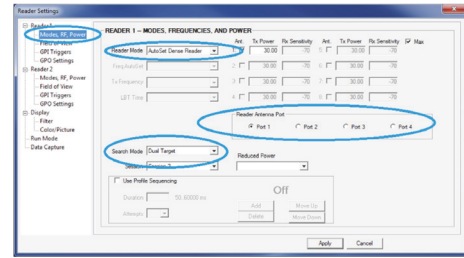 Reader Settings
Reader 1
Modes, RF, Power
Field of View
GPI Triggers
GPO Settings
Reader 2
Modes, RF, Power
Field of View
GPI Triggers
GPO Settings
Display
Filter
Color/Picture
Run Mode
Data Capture
READER 1 – MODES, FREQUENCIES, AND POWER
Ant. Tx Power Rx Sensitivity Ant. Tx Power Rx Sensitivity Max
Reader Mode AutoSet Dense Reader 1 30.00 -70 5 30.00 -70
2 30.00 -70 6 30.00 -70
Tx Frequency 3 30.00 -70 7 30.00 -70
LBT Time 4 30.00 -70 8 30.00 -70
Reader Antenna Port
Port 1 Port 2 Port 3 Port 4
Search Mode Dual Target
Reduced Power
Use Profile Sequencing
Off
Duration
Attempts
Add Move Up
Delete Move Down
Apply Cancel